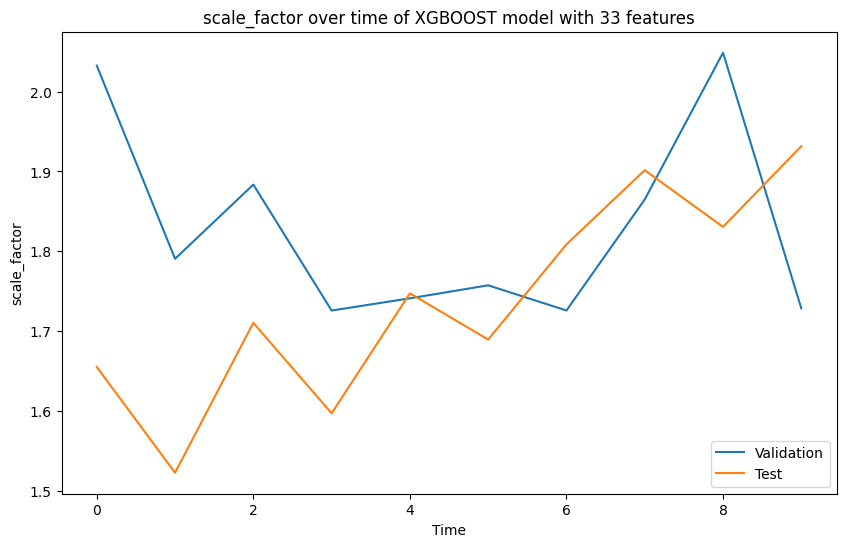 scale_factor over time of XGBOOST model with 33 features
scale_factor
2.0
1.9
1.8
1.7
1.6
1.5
0 2 4 6 8
Time
Validation
Test